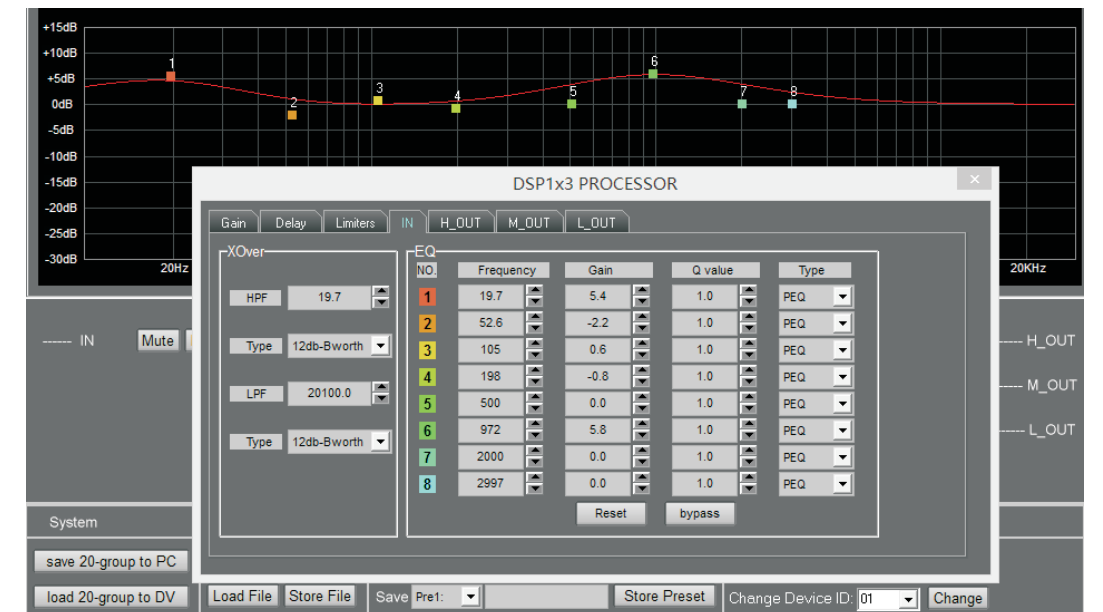 +15dB
+10dB
+5dB
0dB
-5dB
-10dB
-15dB
-20dB
-25dB
-30dB
1 2 3 4 5 6 7 8
20Hz 20KHz
DSP1x3 PROCESSOR
Gain Delay Limiters IN H_OUT M_OUT L_OUT
XOver
HPF 19.7
Type 12db-Bworth
LPF 20100.0
Type 12db-Bworth
EQ
NO. Frequency Gain Q value Type
1 19.7 5.4 1.0 PEQ
2 52.6 -2.2 1.0 PEQ
3 105 0.6 1.0 PEQ
4 198 -0.8 1.0 PEQ
5 500 0.0 1.0 PEQ
6 972 5.8 1.0 PEQ
7 2000 0.0 1.0 PEQ
8 2997 0.0 1.0 PEQ
Reset bypass
------ IN Mute
---- H_OUT
---- M_OUT
---- L_OUT
System
save 20-group to PC
load 20-group to DV Load File Store File Save Pre1: Store Preset Change Device ID: 01 Change